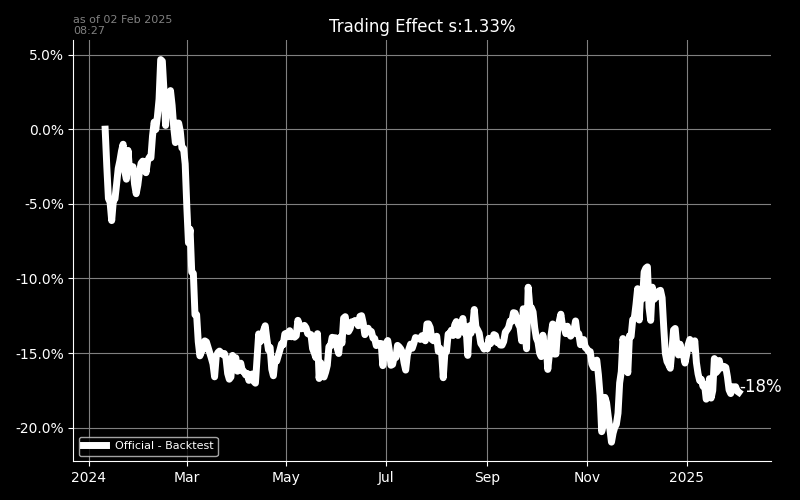 as of 02 Feb 2025
08:27
Trading Effect s:1.33%
5.0%
0.0%
-5.0%
-10.0%
-15.0%
-20.0%
-18%
Official - Backtest
2024 Mar May Jul Sep Nov 2025